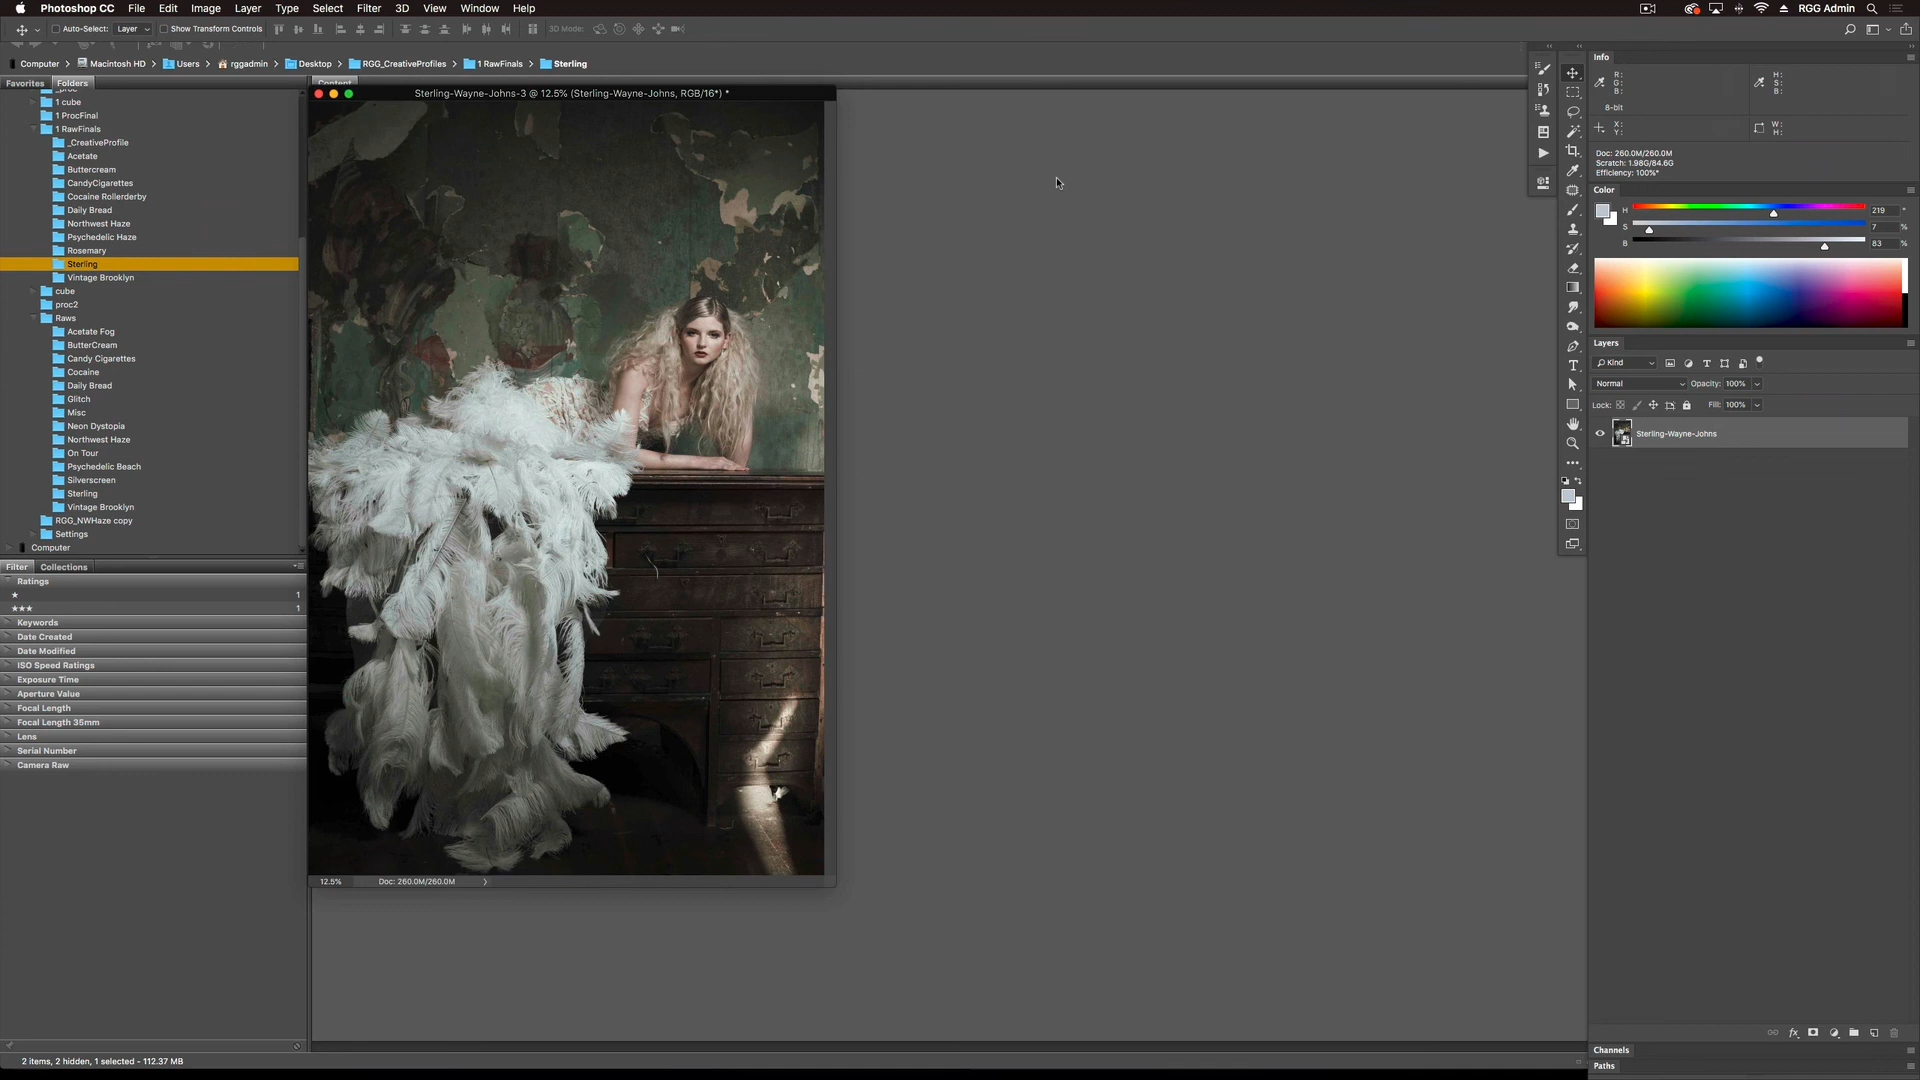 Photoshop CC File Edit Image Layer Type Select Filter 3D View Window Help RGG Admin
Auto-Select: Layer Show Transform Controls 3D Mode:
Computer Macintosh HD Users rggadmin Desktop RGG_CreativeProfiles 1 RawFinals Sterling
Favorites Folders Content
_proc
1 cube
1 ProcFinal
1 RawFinals
_CreativeProfile
Acetate
Buttercream
CandyCigarettes
Cocaine Rollerderby
Daily Bread
Northwest Haze
Psychedelic Haze
Rosemary
Sterling
Vintage Brooklyn
cube
proc2
Raws
Acetate Fog
ButterCream
Candy Cigarettes
Cocaine
Daily Bread
Glitch
Misc
Neon Dystopia
Northwest Haze
On Tour
Psychedelic Beach
Silverscreen
Sterling
Vintage Brooklyn
RGG_NWHaze copy
Settings
Computer
Filter Collections
Ratings
★ 1
★★★ 1
Keywords
Date Created
Date Modified
ISO Speed Ratings
Exposure Time
Aperture Value
Focal Length
Focal Length 35mm
Lens
Serial Number
Camera Raw
2 items, 2 hidden, 1 selected - 112.37 MB
Sterling-Wayne-Johns-3 @ 12.5% (Sterling-Wayne-Johns, RGB/16*) *
12.5% Doc: 260.0M/260.0M
Info
R: H:
G: S:
B: B:
8-bit
X: W:
Y: H:
Doc: 260.0M/260.0M
Scratch: 1.98G/84.6G
Efficiency: 100%*
Color
H 219 °
S 7 %
B 83 %
Layers
Kind
Normal Opacity: 100%
Lock: Fill: 100%
Sterling-Wayne-Johns
Channels
Paths